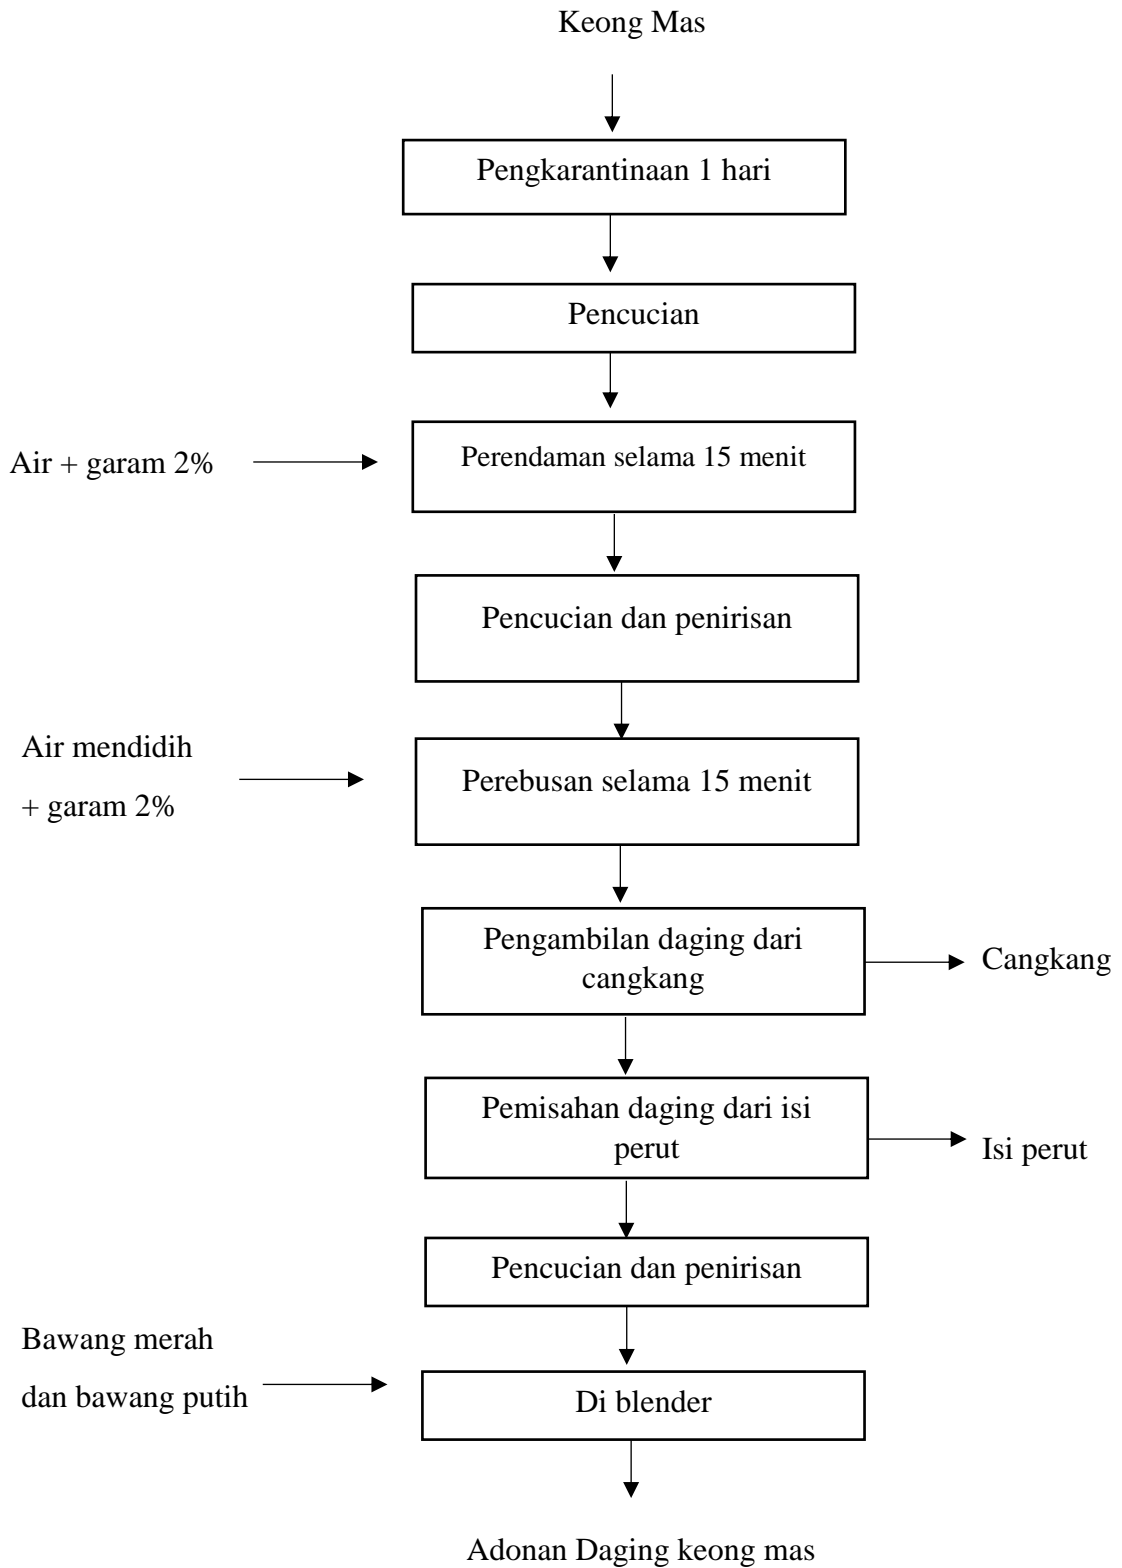 Keong Mas
Pengkarantinaan 1 hari
Pencucian
Air + garam 2%
Perendaman selama 15 menit
Pencucian dan penirisan
Air mendidih
+ garam 2%
Perebusan selama 15 menit
Pengambilan daging dari
cangkang
Cangkang
Pemisahan daging dari isi
perut
Isi perut
Pencucian dan penirisan
Bawang merah
dan bawang putih
Di blender
Adonan Daging keong mas